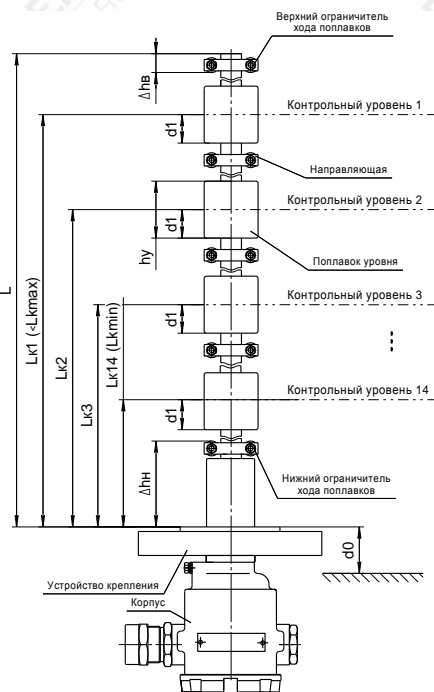 Верхний ограничитель
хода поплавков
Δhв
Контрольный уровень 1
d1
Направляющая
Контрольный уровень 2
d1
hу
Поплавок уровня
L
Lк1 (<Lkmax)
Контрольный уровень 3
d1
Lк2
Lк14 (Lkmin)
Lк3
Контрольный уровень 14
d1
Δhн
Нижний ограничитель
хода поплавков
d0
Устройство крепления
Корпус